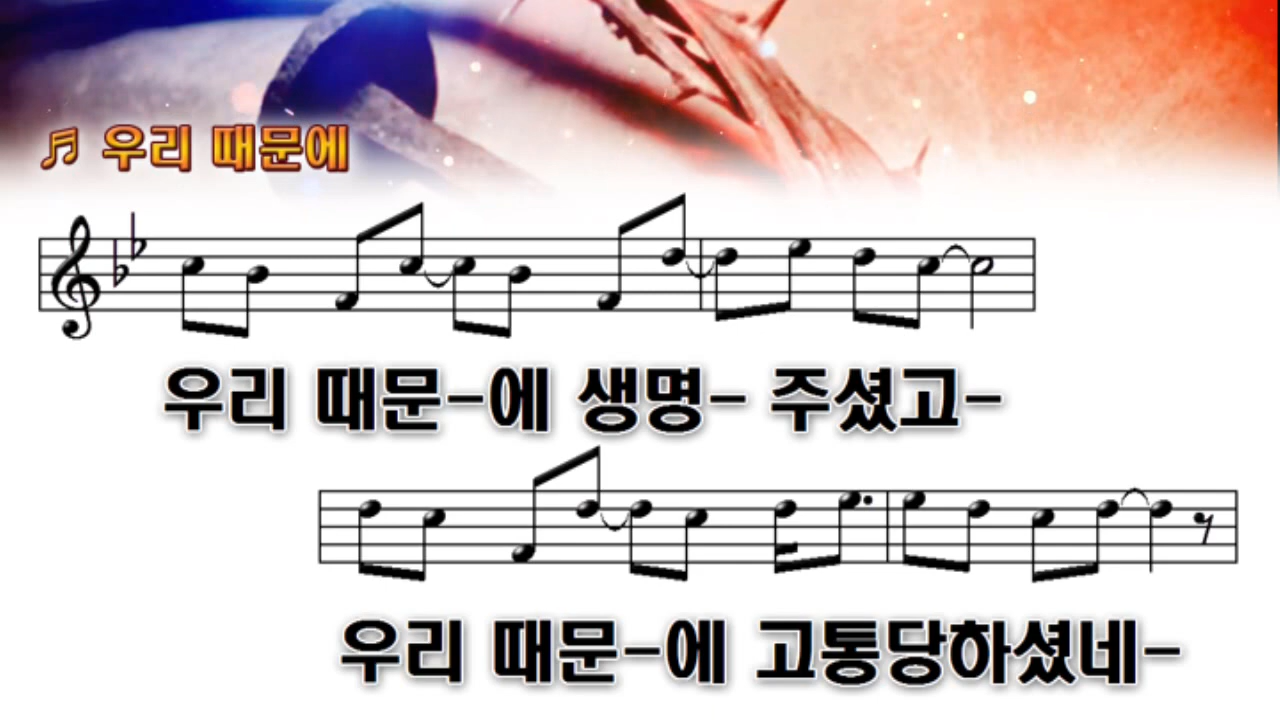 ♬ 우리 때문에
우리 때문-에 생명- 주셨고-
우리 때문-에 고통당하셨네-